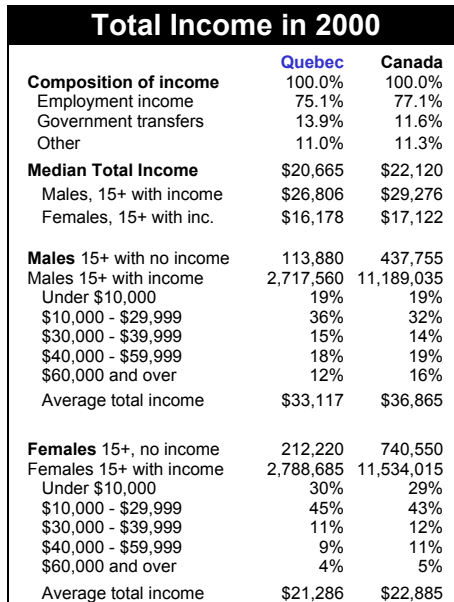 Total Income in 2000
Quebec Canada
Composition of income 100.0% 100.0%
Employment income 75.1% 77.1%
Government transfers 13.9% 11.6%
Other 11.0% 11.3%
Median Total Income $20,665 $22,120
Males, 15+ with income $26,806 $29,276
Females, 15+ with inc. $16,178 $17,122
Males 15+ with no income 113,880 437,755
Males 15+ with income 2,717,560 11,189,035
Under $10,000 19% 19%
$10,000 - $29,999 36% 32%
$30,000 - $39,999 15% 14%
$40,000 - $59,999 18% 19%
$60,000 and over 12% 16%
Average total income $33,117 $36,865
Females 15+, no income 212,220 740,550
Females 15+ with income 2,788,685 11,534,015
Under $10,000 30% 29%
$10,000 - $29,999 45% 43%
$30,000 - $39,999 11% 12%
$40,000 - $59,999 9% 11%
$60,000 and over 4% 5%
Average total income $21,286 $22,885